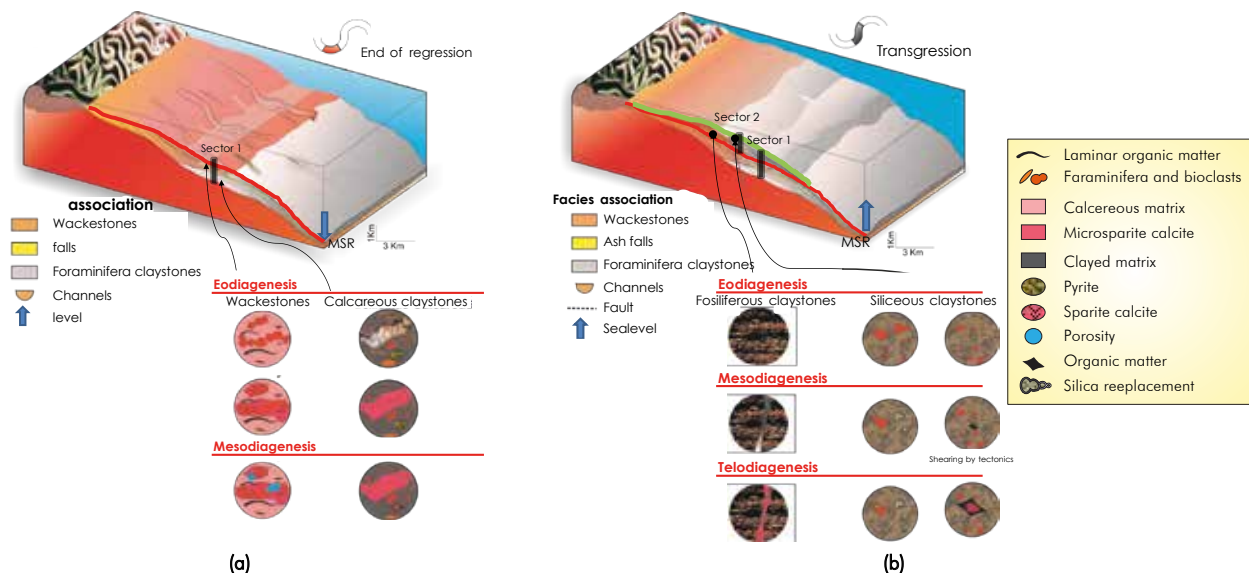 End of regression
Sector 1
association
Wackestones
falls
Foraminifera claystones
Channels
level
MSR
1Km
3 Km
Eodiagenesis
Wackestones
Calcareous claystones
Mesodiagenesis
(a)
Transgression
Sector 2
Sector 1
Facies association
Wackestones
Ash falls
Foraminifera claystones
Channels
Fault
Sealevel
MSR
1Km
3 Km
Eodiagenesis
Fosiliferous claystones
Siliceous claystones
Mesodiagenesis
Shearing by tectonics
Telodiagenesis
(b)
Laminar organic matter
Faraminifera and bioclasts
Calcereous matrix
Microsparite calcite
Clayed matrix
Pyrite
Sparite calcite
Porosity
Organic matter
Silica reeplacement